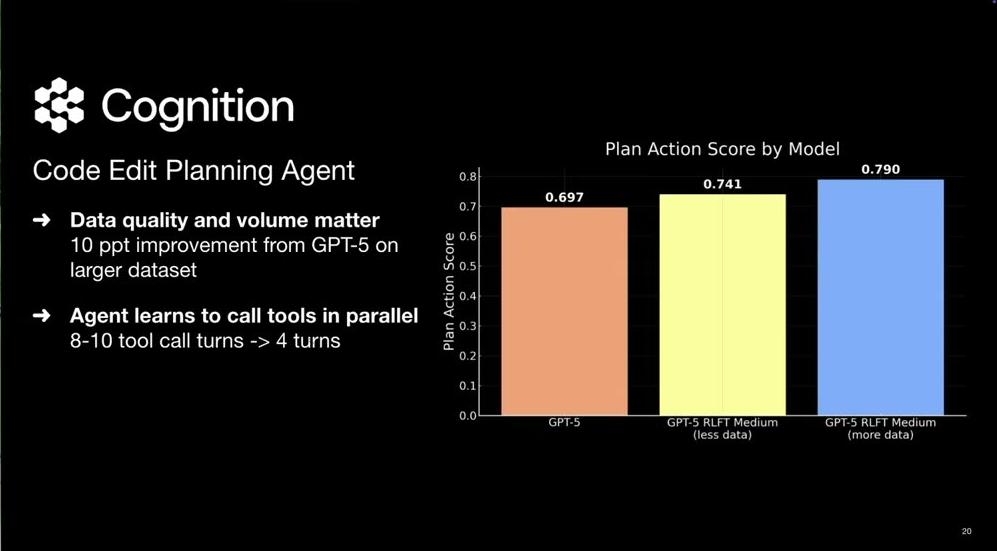 Cognition
Code Edit Planning Agent
➜ Data quality and volume matter
10 ppt improvement from GPT-5 on
larger dataset
➜ Agent learns to call tools in parallel
8-10 tool call turns -> 4 turns
Plan Action Score by Model
Plan Action Score
0.8
0.7
0.6
0.5
0.4
0.3
0.2
0.1
0.0
0.697
0.741
0.790
GPT-5
GPT-5 RLFT Medium
(less data)
GPT-5 RLFT Medium
(more data)
20